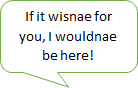 If it wisnae for
you, I wouldnae
be here!